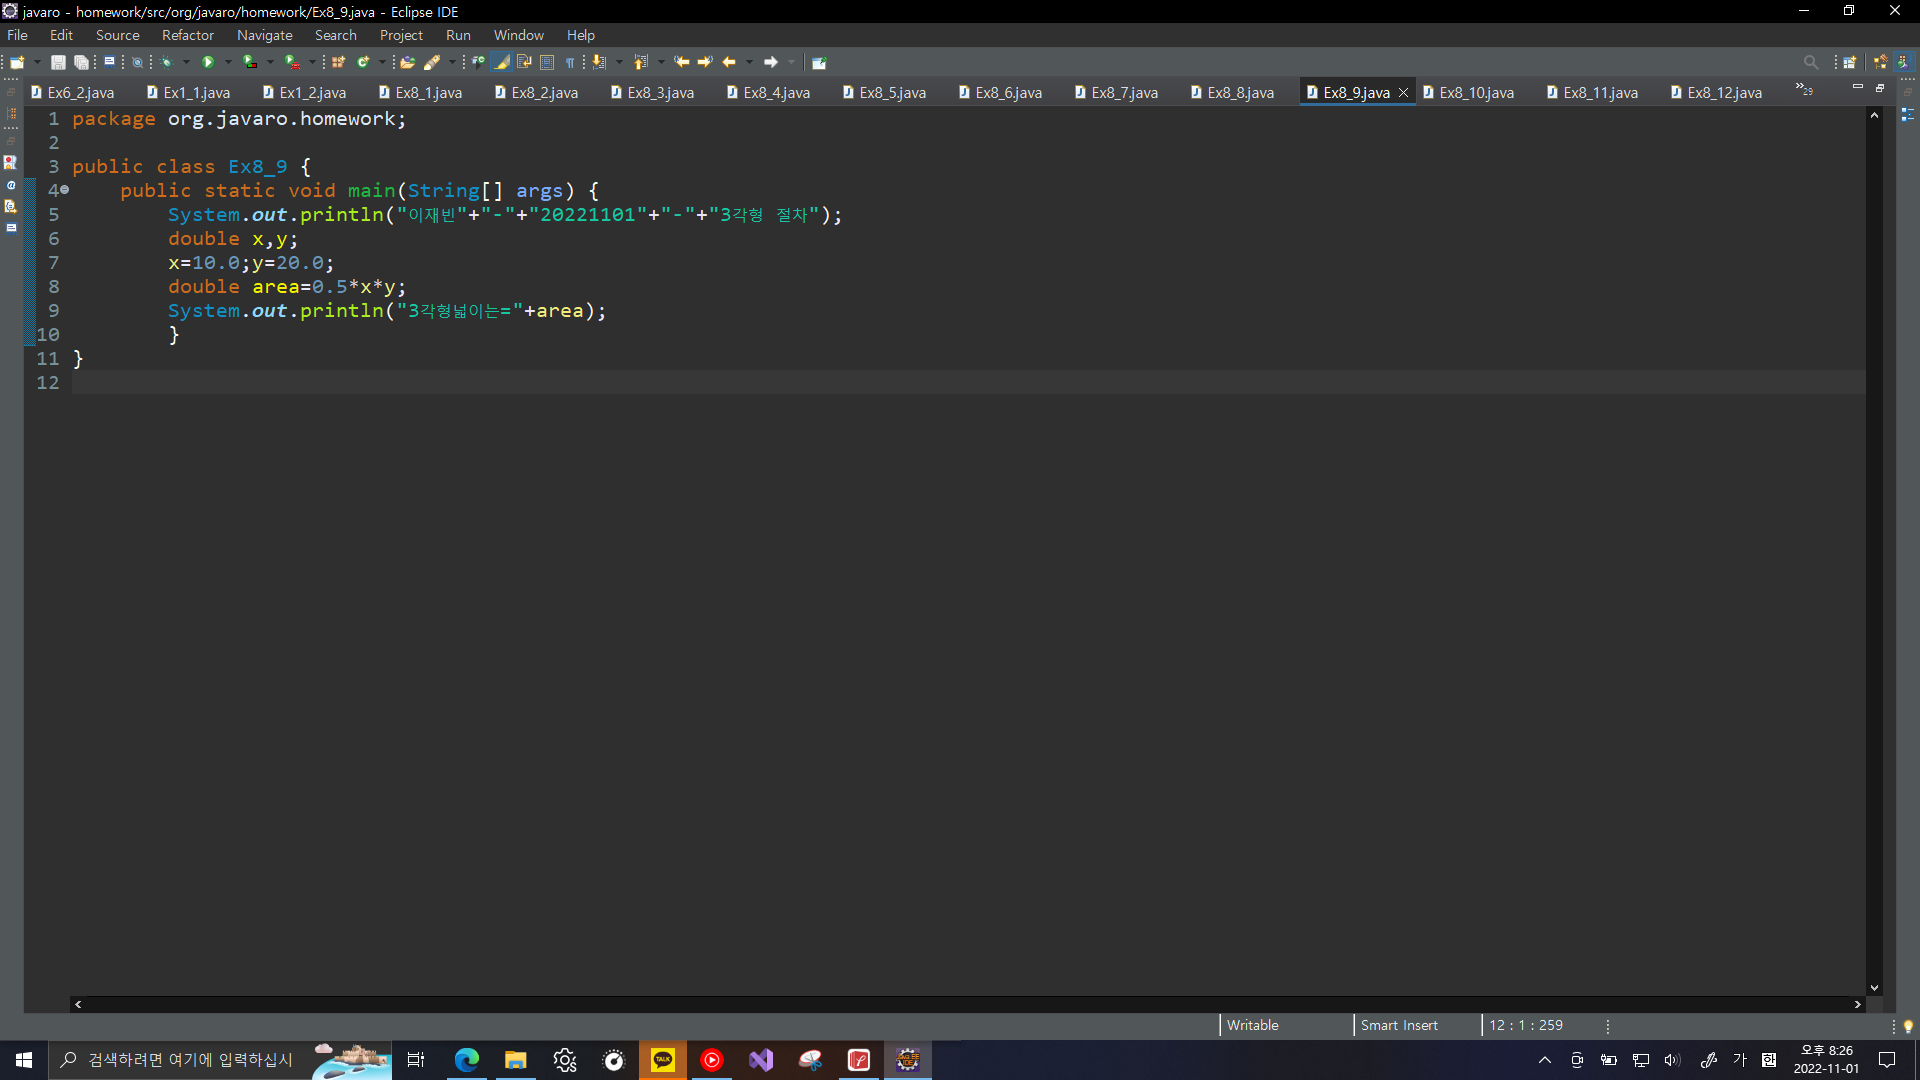 javaro - homework/src/org/javaro/homework/Ex8_9.java - Eclipse IDE
File Edit Source Refactor Navigate Search Project Run Window Help
Ex6_2.java Ex1_1.java Ex1_2.java Ex8_1.java Ex8_2.java Ex8_3.java Ex8_4.java Ex8_5.java Ex8_6.java Ex8_7.java Ex8_8.java Ex8_9.java Ex8_10.java Ex8_11.java Ex8_12.java »29
1 package org.javaro.homework;
2
3 public class Ex8_9 {
4 public static void main(String[] args) {
5 System.out.println("이재빈"+"-"+"20221101"+"-"+"3각형 절차");
6 double x,y;
7 x=10.0;y=20.0;
8 double area=0.5*x*y;
9 System.out.println("3각형넓이는="+area);
10 }
11 }
12
Writable Smart Insert 12 : 1 : 259
검색하려면 여기에 입력하십시 TALK JAVA EE IDE 가 한 오후 8:26
2022-11-01